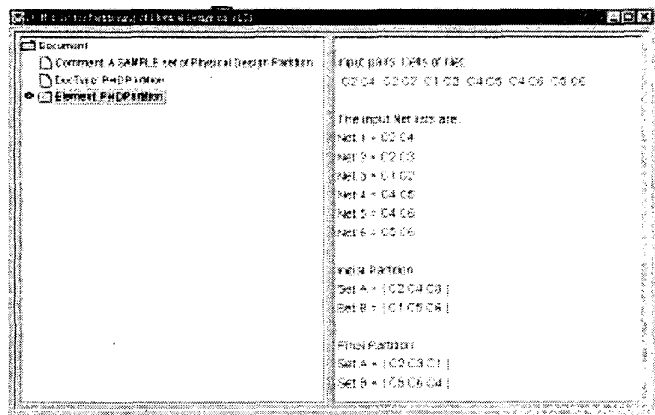 Document
Comment: A SAMPLE set of Physical Design Partition
DocType: PHDPartition
Element: PHDPartition
Input pairs Nets of
C2 C4 C1 C2 C4 C5 C4 C6 C5 C6
The input Net lists are:
Net 1 = C2 C4
Net 2 = C2 C3
Net 3 = C1 C2
Net 4 = C4 C5
Net 5 = C4 C6
Net 6 = C5 C6
Initial Partition
Set A = { C2 C4 C3 }
Set B = { C1 C5 C6 }
Final Partition
Set A = { C2 C3 C1 }
Set B = { C5 C6 C4 }